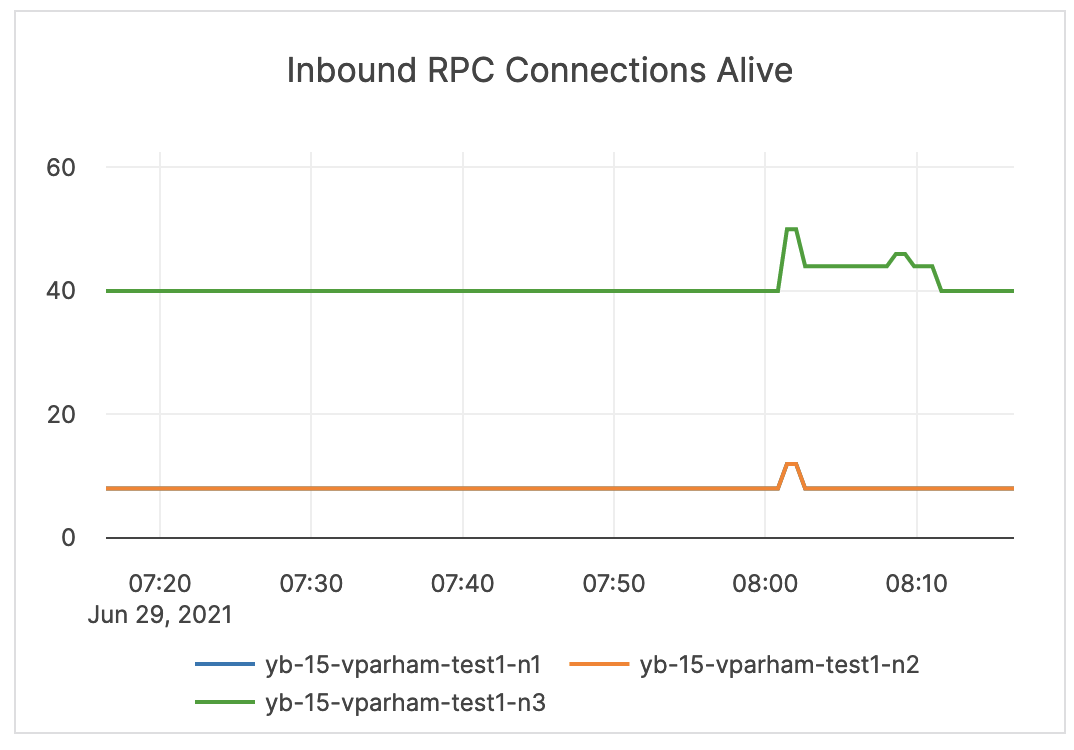 Inbound RPC Connections Alive
60
40
20
0
07:20 07:30 07:40 07:50 08:00 08:10
Jun 29, 2021
yb-15-vparham-test1-n1 yb-15-vparham-test1-n2
yb-15-vparham-test1-n3